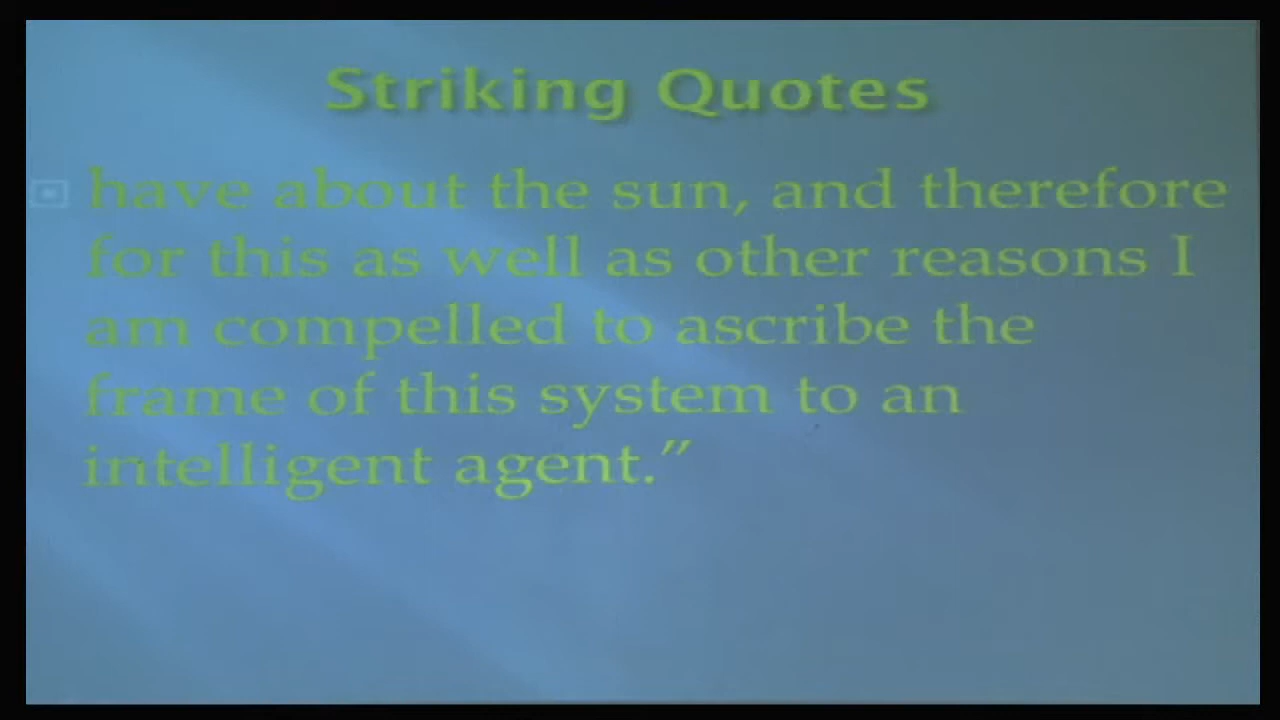 Striking Quotes
have about the sun, and therefore
for this as well as other reasons I
am compelled to ascribe the
frame of this system to an
intelligent agent.”